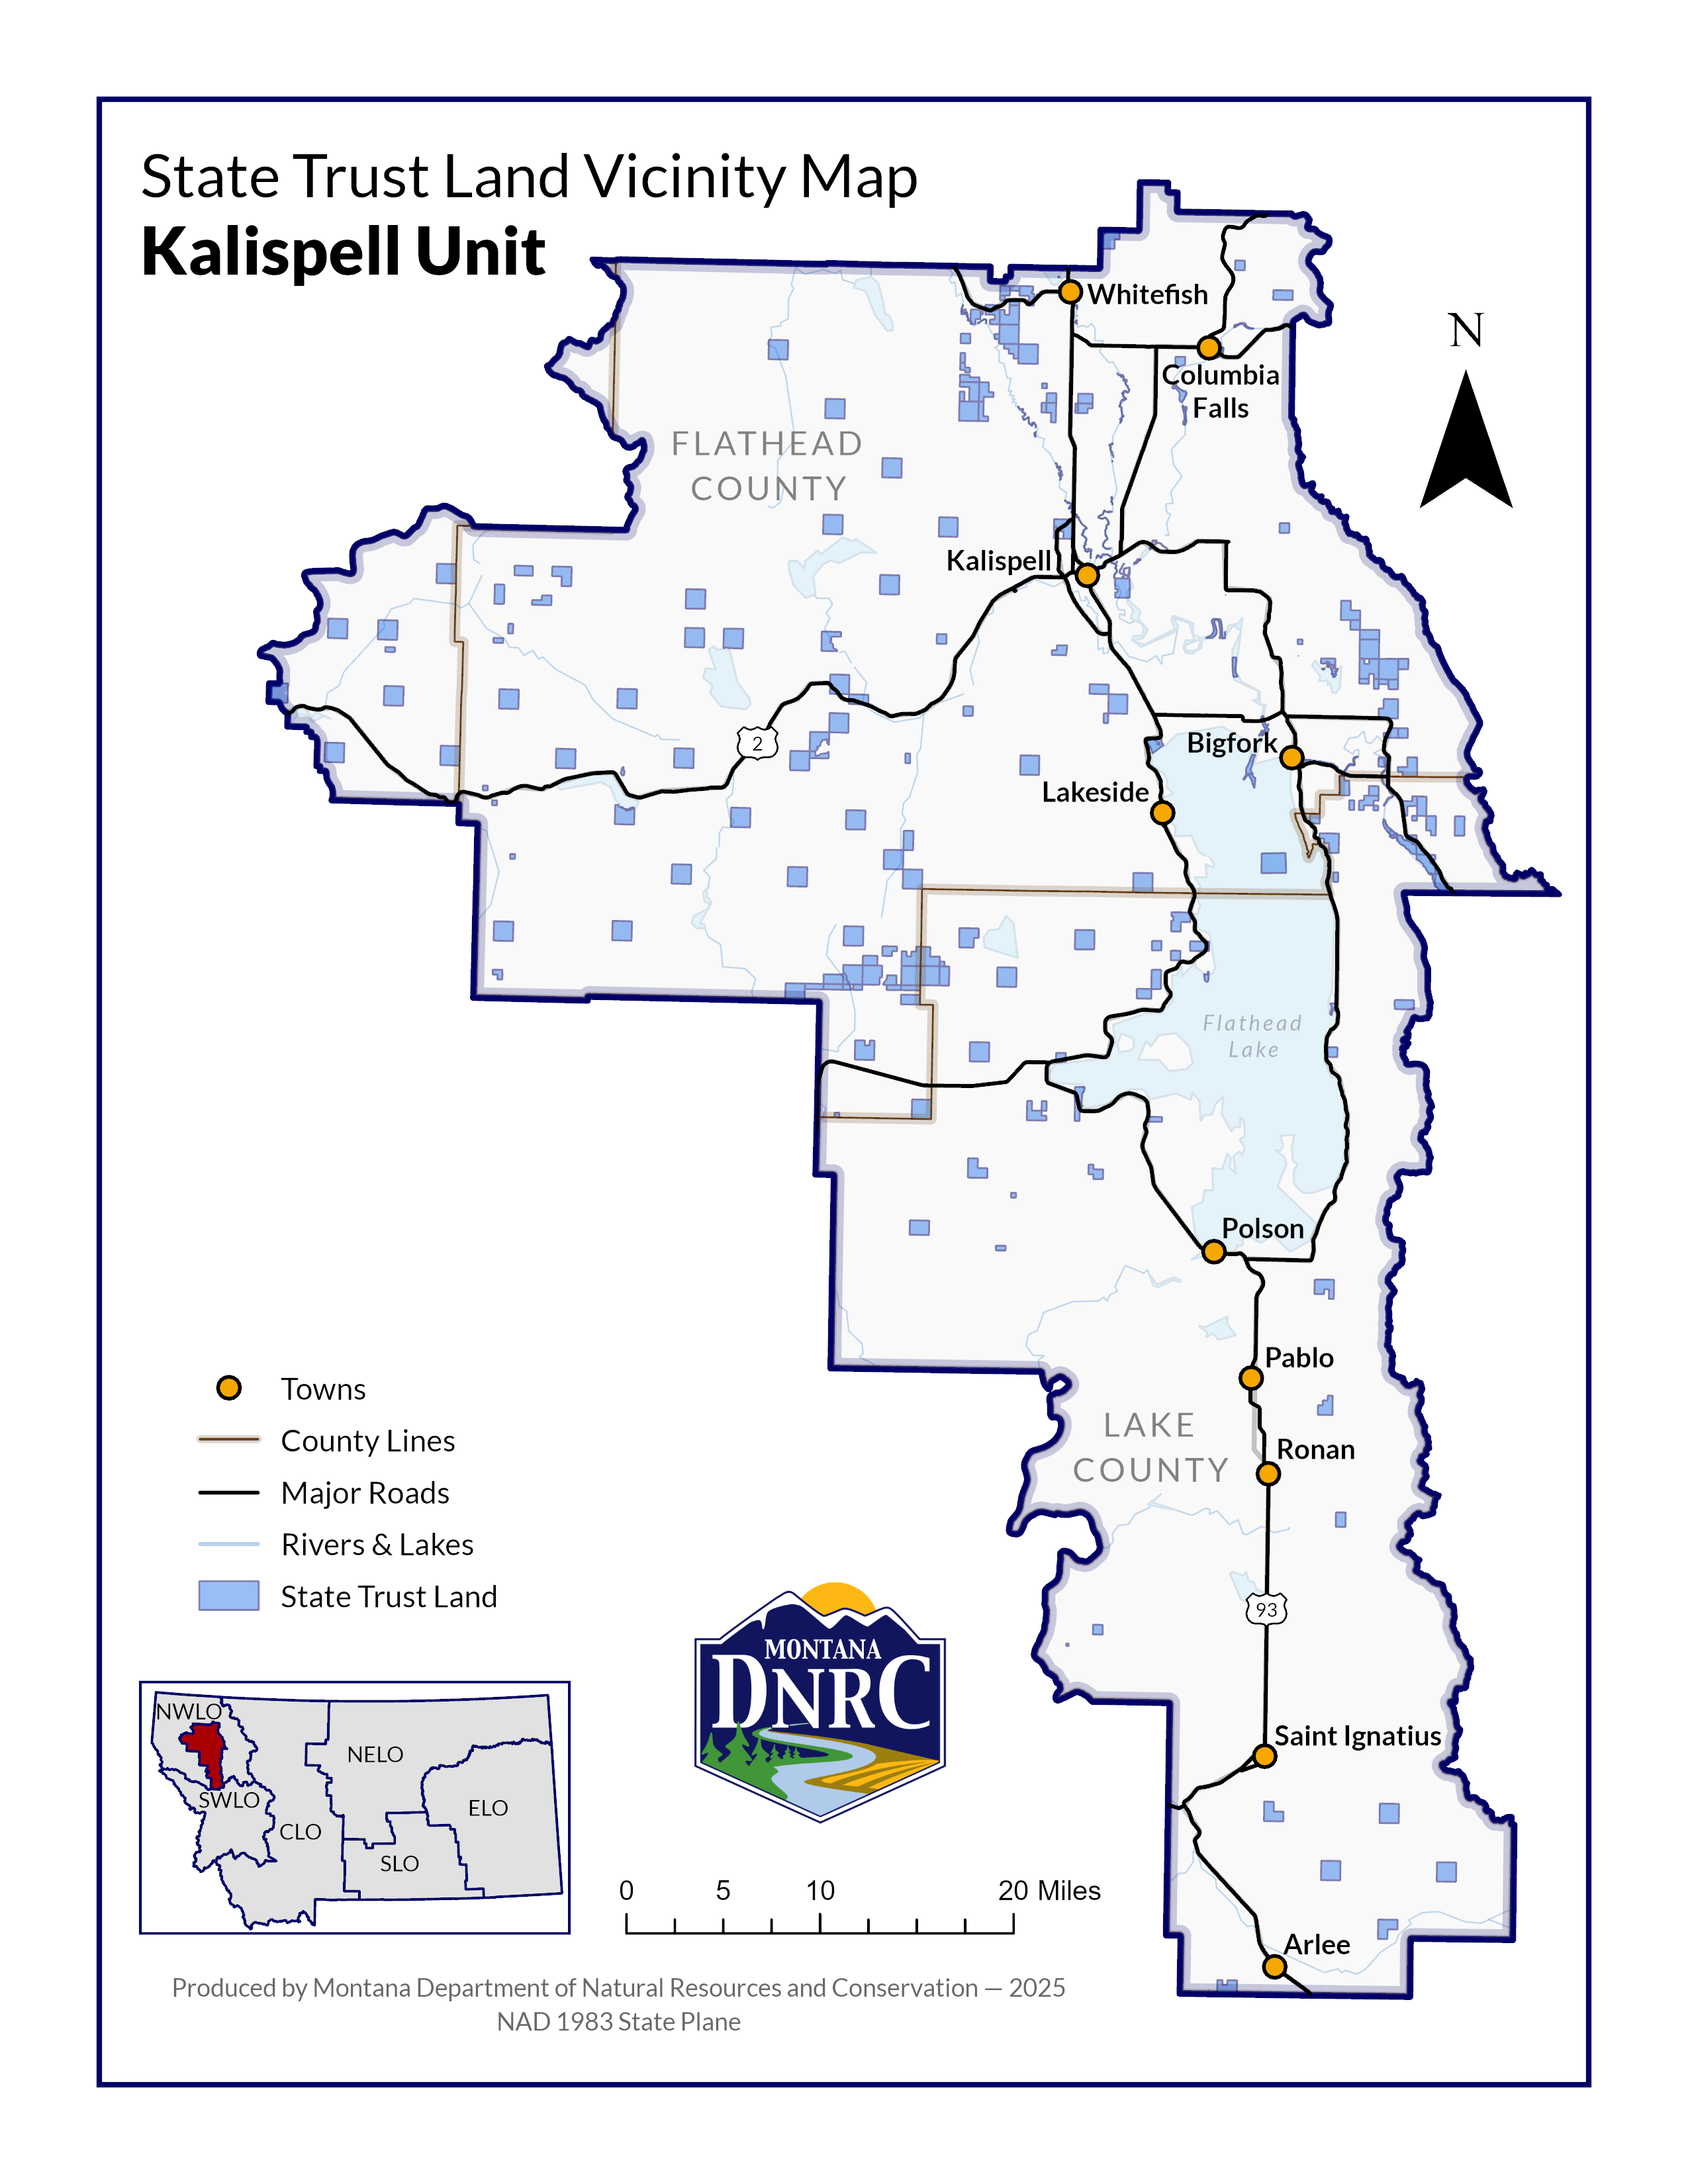 State Trust Land Vicinity Map
Kalispell Unit
Whitefish
N
Columbia
Falls
FLATHEAD
COUNTY
Kalispell
2
Bigfork
Lakeside
Flathead
Lake
Polson
Pablo
Towns
LAKE
COUNTY
County Lines
Ronan
Major Roads
Rivers & Lakes
State Trust Land
93
MONTANA
DNRC
NWLO
NELO
SWLO
ELO
CLO
SLO
Saint Ignatius
0 5 10 20 Miles
Arlee
Produced by Montana Department of Natural Resources and Conservation — 2025
NAD 1983 State Plane